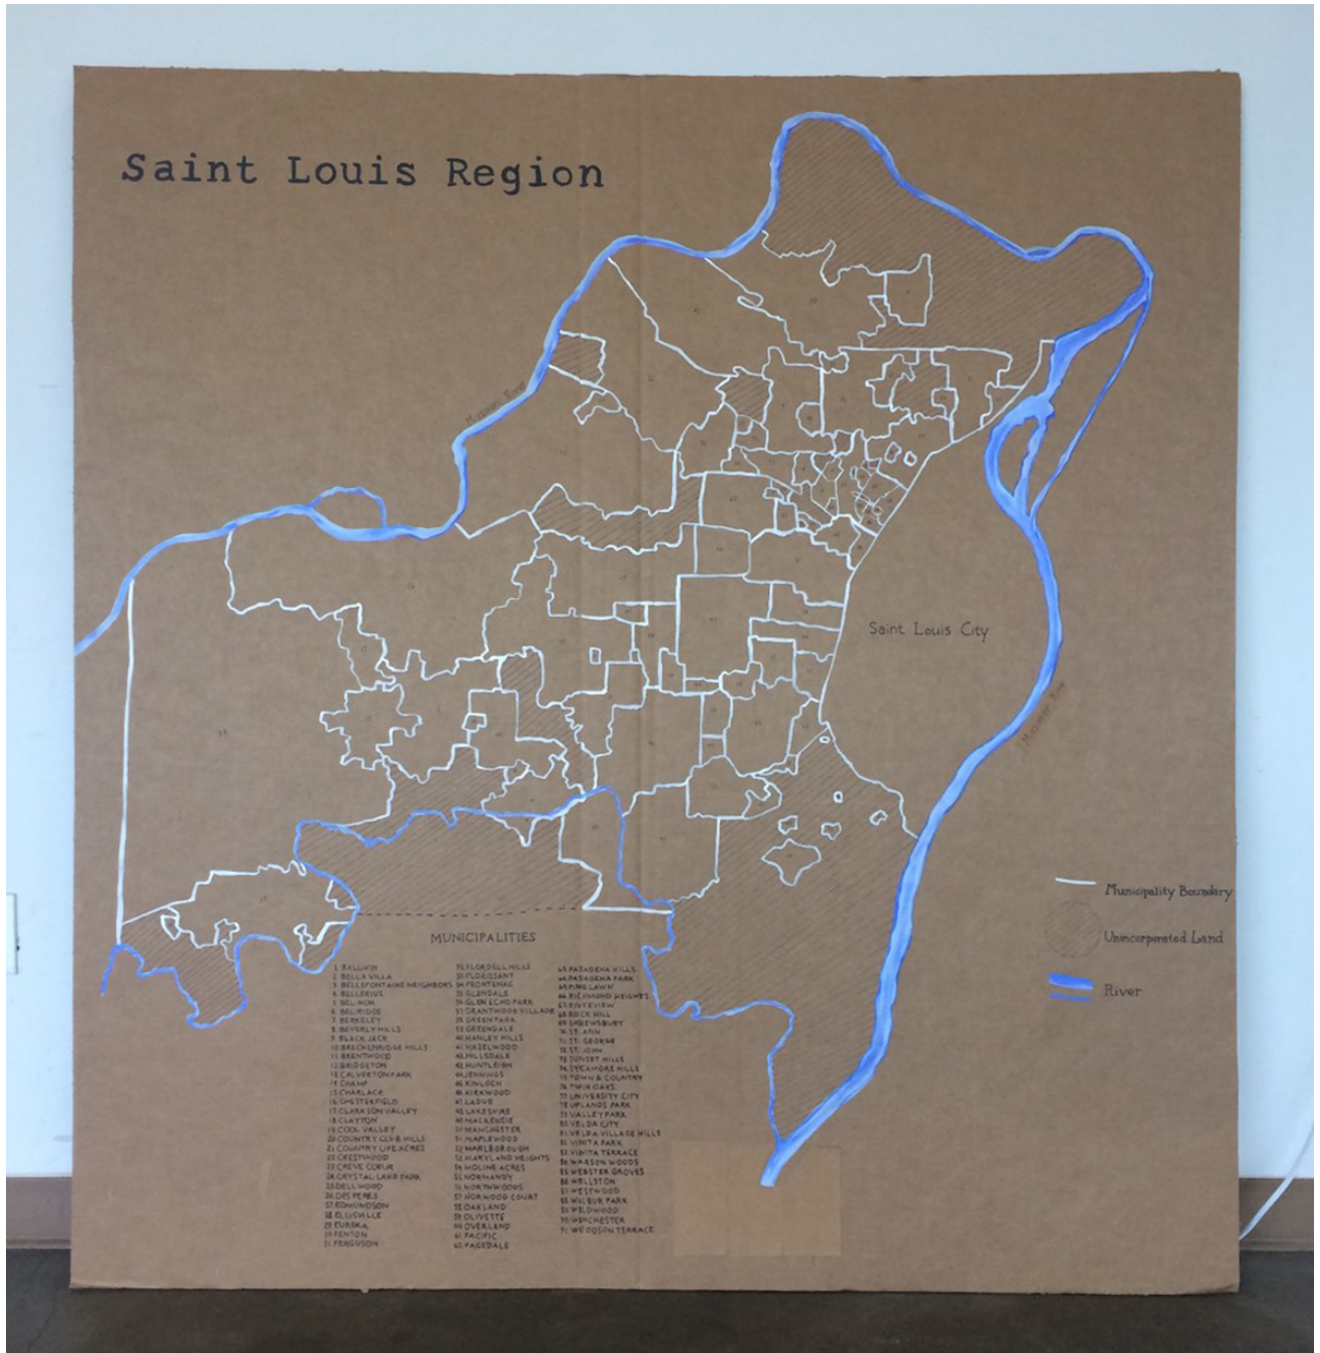 Saint Louis Region
Missouri River
Saint Louis City
Municipality Boundary
Unincorporated Land
River
MUNICIPALITIES
1 BALLWIN
2 BELLA VILLA
3 BELLEFONTAINE NEIGHBORS
4 BELLERIVE
5 BEL-NOR
6 BEL-RIDGE
7 BERKELEY
8 BEVERLY HILLS
9 BLACK JACK
10 BRECKENRIDGE HILLS
11 BRENTWOOD
12 BRIDGETON
13 CALVERTON PARK
14 CHAMP
15 CHARLACK
16 CHESTERFIELD
17 CLARKSON VALLEY
18 CLAYTON
19 COOL VALLEY
20 COUNTRY CLUB HILLS
21 COUNTRY LIFE ACRES
22 CRESTWOOD
23 CREVE COEUR
24 CRYSTAL LAKE PARK
25 DELLWOOD
26 DES PERES
27 EDMUNDSON
28 ELLISVILLE
29 EUREKA
30 FENTON
31 FERGUSON
32 FLORDELL HILLS
33 FLORISSANT
34 FRONTENAC
35 GLENDALE
36 GLEN ECHO PARK
37 GRANTWOOD VILLAGE
38 GREEN PARK
39 GREENDALE
40 HANLEY HILLS
41 HAZELWOOD
42 HILLSDALE
43 HUNTLEIGH
44 JENNINGS
45 KINLOCH
46 KIRKWOOD
47 LADUE
48 LAKESHIRE
49 MACKENZIE
50 MANCHESTER
51 MAPLEWOOD
52 MARLBOROUGH
53 MARYLAND HEIGHTS
54 MOLINE ACRES
55 NORMANDY
56 NORTHWOODS
57 NORWOOD COURT
58 OAKLAND
59 OLIVETTE
60 OVERLAND
61 PACIFIC
62 PAGEDALE
63 PASADENA HILLS
64 PASADENA PARK
65 PINE LAWN
66 RICHMOND HEIGHTS
67 RIVERVIEW
68 ROCK HILL
69 SHREWSBURY
70 ST. ANN
71 ST. GEORGE
72 ST. JOHN
73 SUNSET HILLS
74 SYCAMORE HILLS
75 TOWN & COUNTRY
76 TWIN OAKS
77 UNIVERSITY CITY
78 UPLANDS PARK
79 VALLEY PARK
80 VELDA CITY
81 VELDA VILLAGE HILLS
82 VINITA PARK
83 VINITA TERRACE
84 WARSON WOODS
85 WEBSTER GROVES
86 WELLSTON
87 WESTWOOD
88 WILBUR PARK
89 WILDWOOD
90 WINCHESTER
91 WOODSON TERRACE